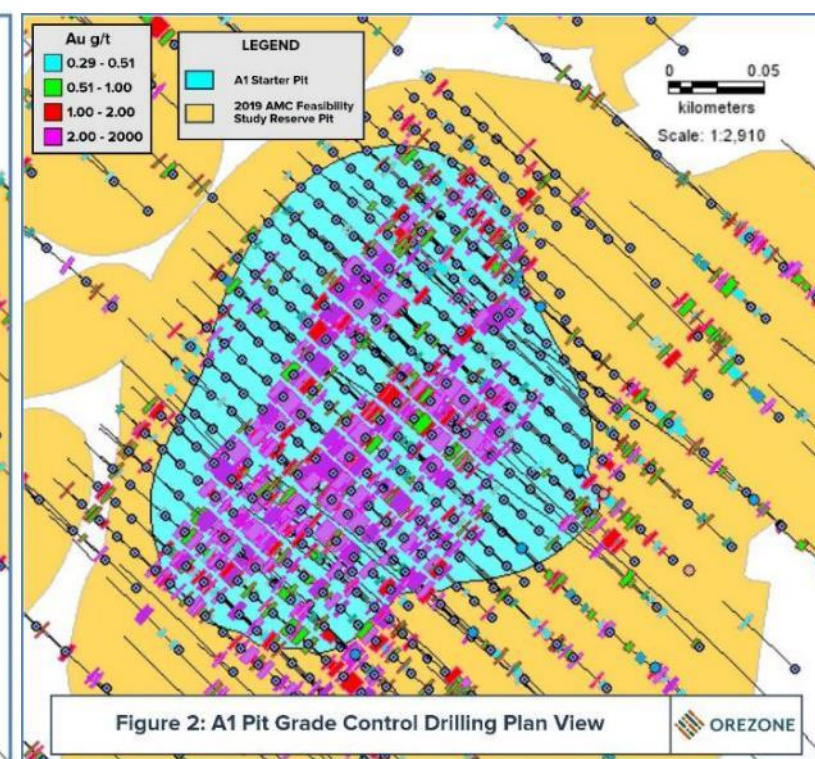 Au g/t
0.29 - 0.51
0.51 - 1.00
1.00 - 2.00
2.00 - 2000
LEGEND
A1 Starter Pit
2019 AMC Feasibility
Study Reserve Pit
0 0.05
kilometers
Scale: 1:2,910
Figure 2: A1 Pit Grade Control Drilling Plan View
OREZONE